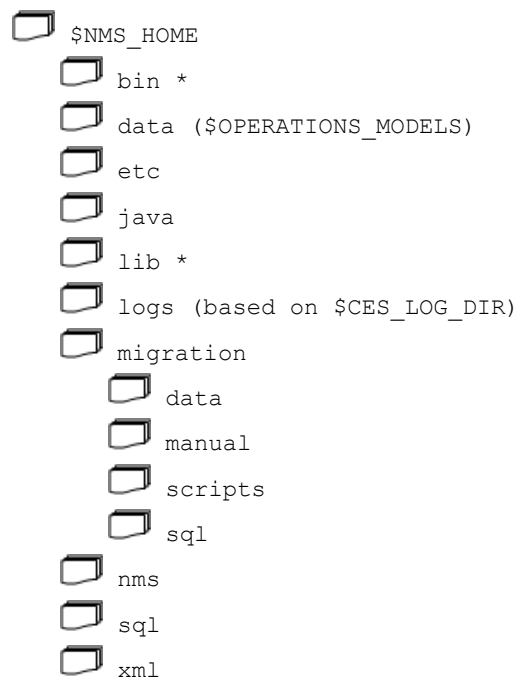 $NMS_HOME
bin *
data ($OPERATIONS_MODELS)
etc
java
lib *
logs (based on $CES_LOG_DIR)
migration
data
manual
scripts
sql
nms
sql
xml